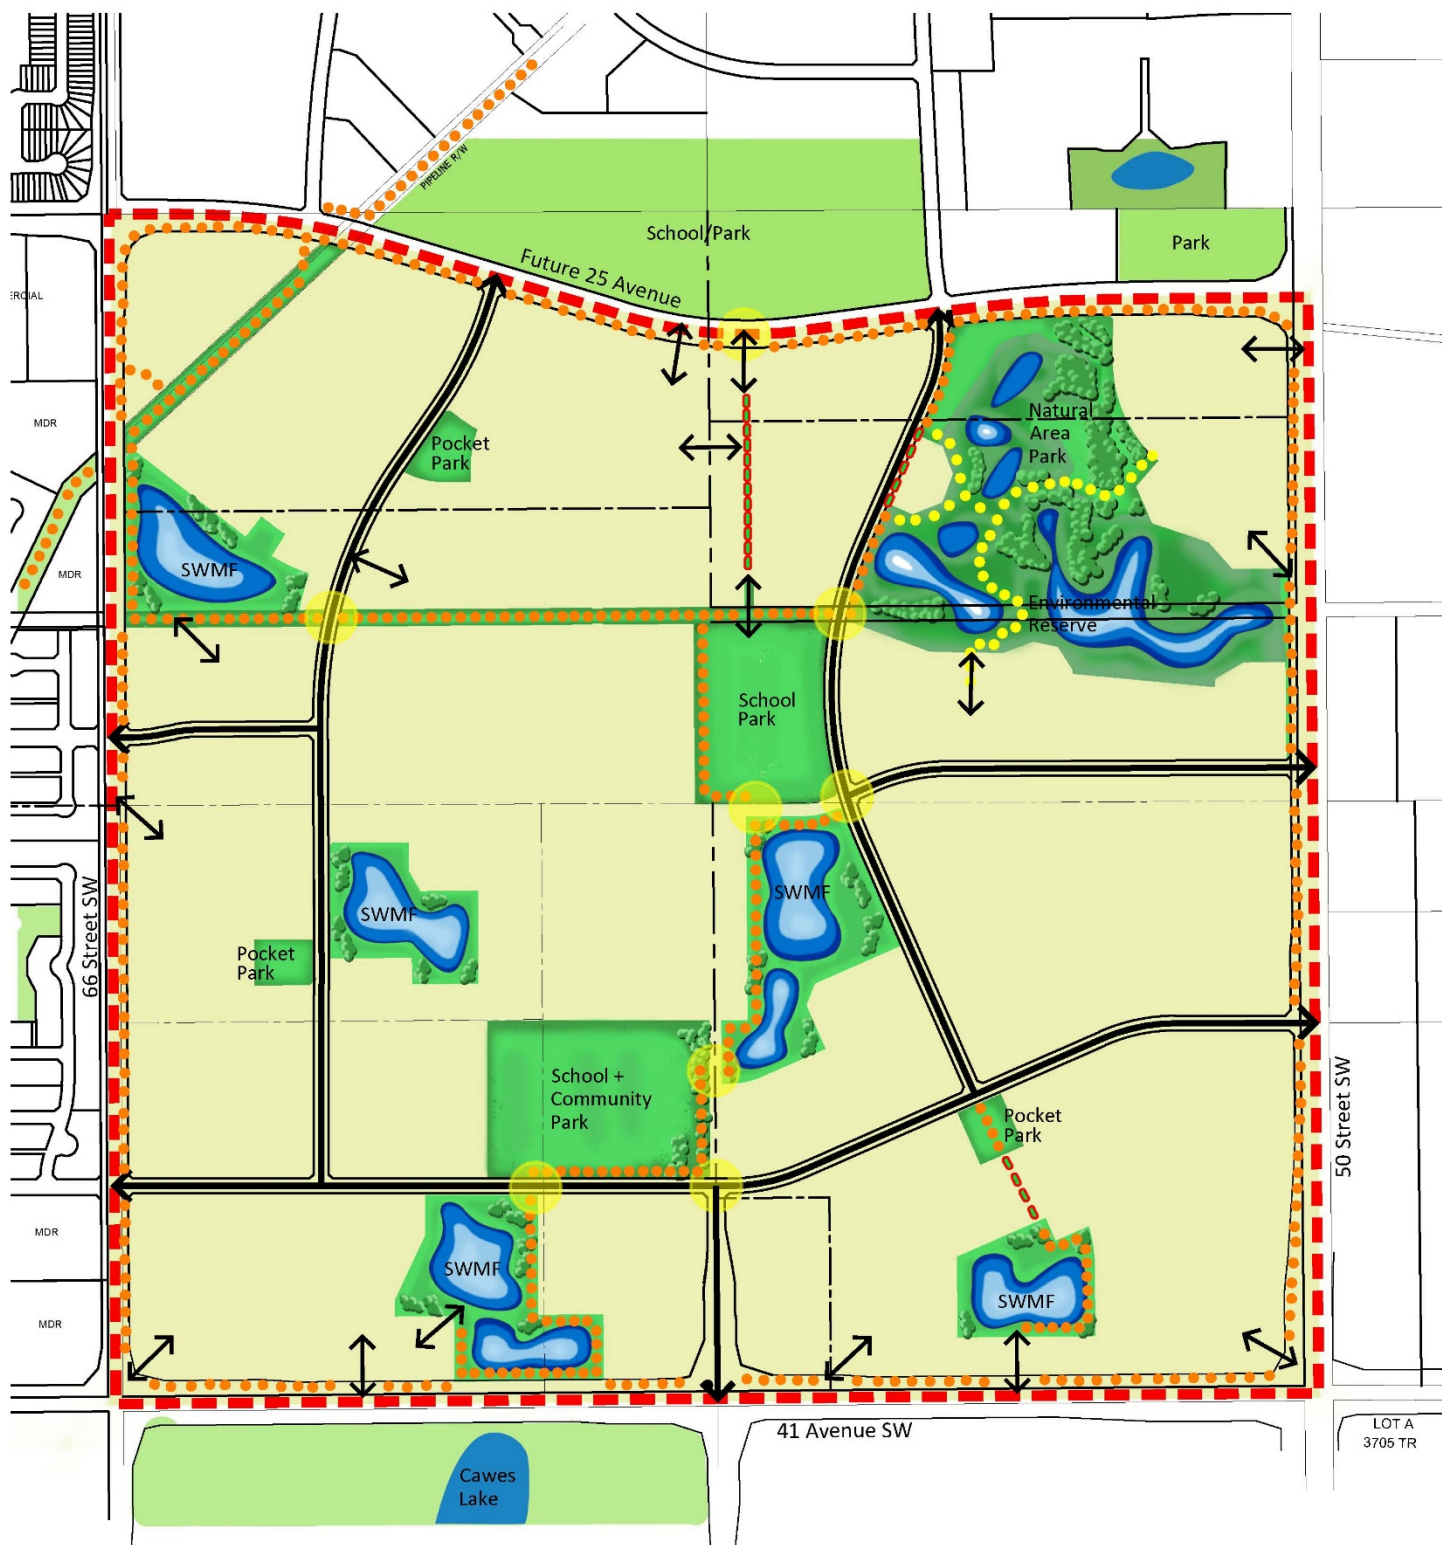 PIPELINE R/W
School/Park
Park
Future 25 Avenue
ERCIAL
MDR
Pocket
Park
Natural
Area
Park
SWMF
MDR
Environmental
Reserve
School
Park
66 Street SW
SWMF
SWMF
Pocket
Park
School +
Community
Park
Pocket
Park
50 Street SW
MDR
SWMF
SWMF
MDR
41 Avenue SW
LOT A
3705 TR
Cawes
Lake